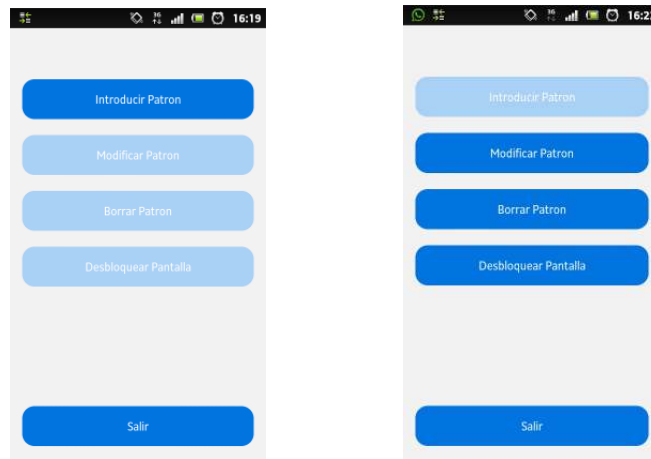 16:19
Introducir Patron
Modificar Patron
Borrar Patron
Desbloquear Pantalla
Salir
Introducir Patron
Modificar Patron
Borrar Patron
Desbloquear Pantalla
Salir